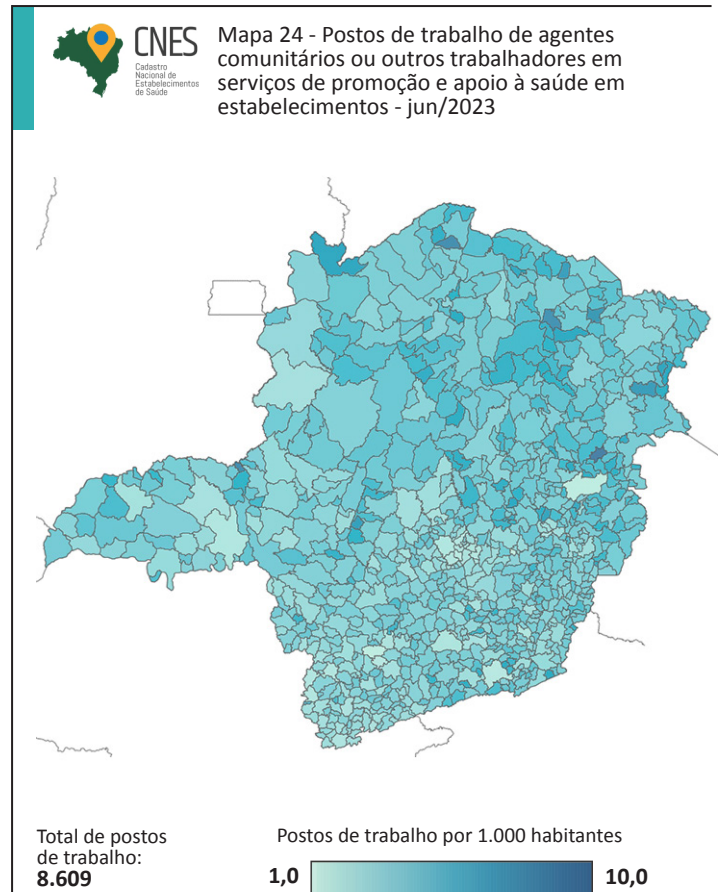 CNES
Cadastro
Nacional de
Estabelecimentos
de Saúde
Mapa 24 - Postos de trabalho de agentes
comunitários ou outros trabalhadores em
serviços de promoção e apoio à saúde em
estabelecimentos - jun/2023
Total de postos
de trabalho:
8.609
Postos de trabalho por 1.000 habitantes
1,0
10,0